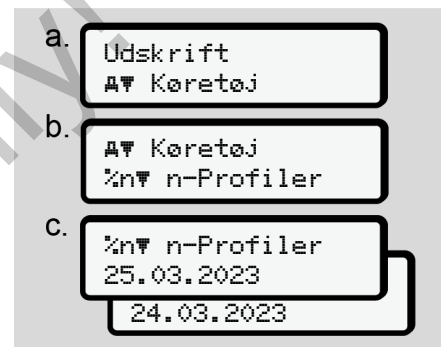 a.
Udskrift
A▼ Køretøj
b.
A▼ Køretøj
%n▼ n-Profiler
c.
%n▼ n-Profiler
25.03.2023
24.03.2023